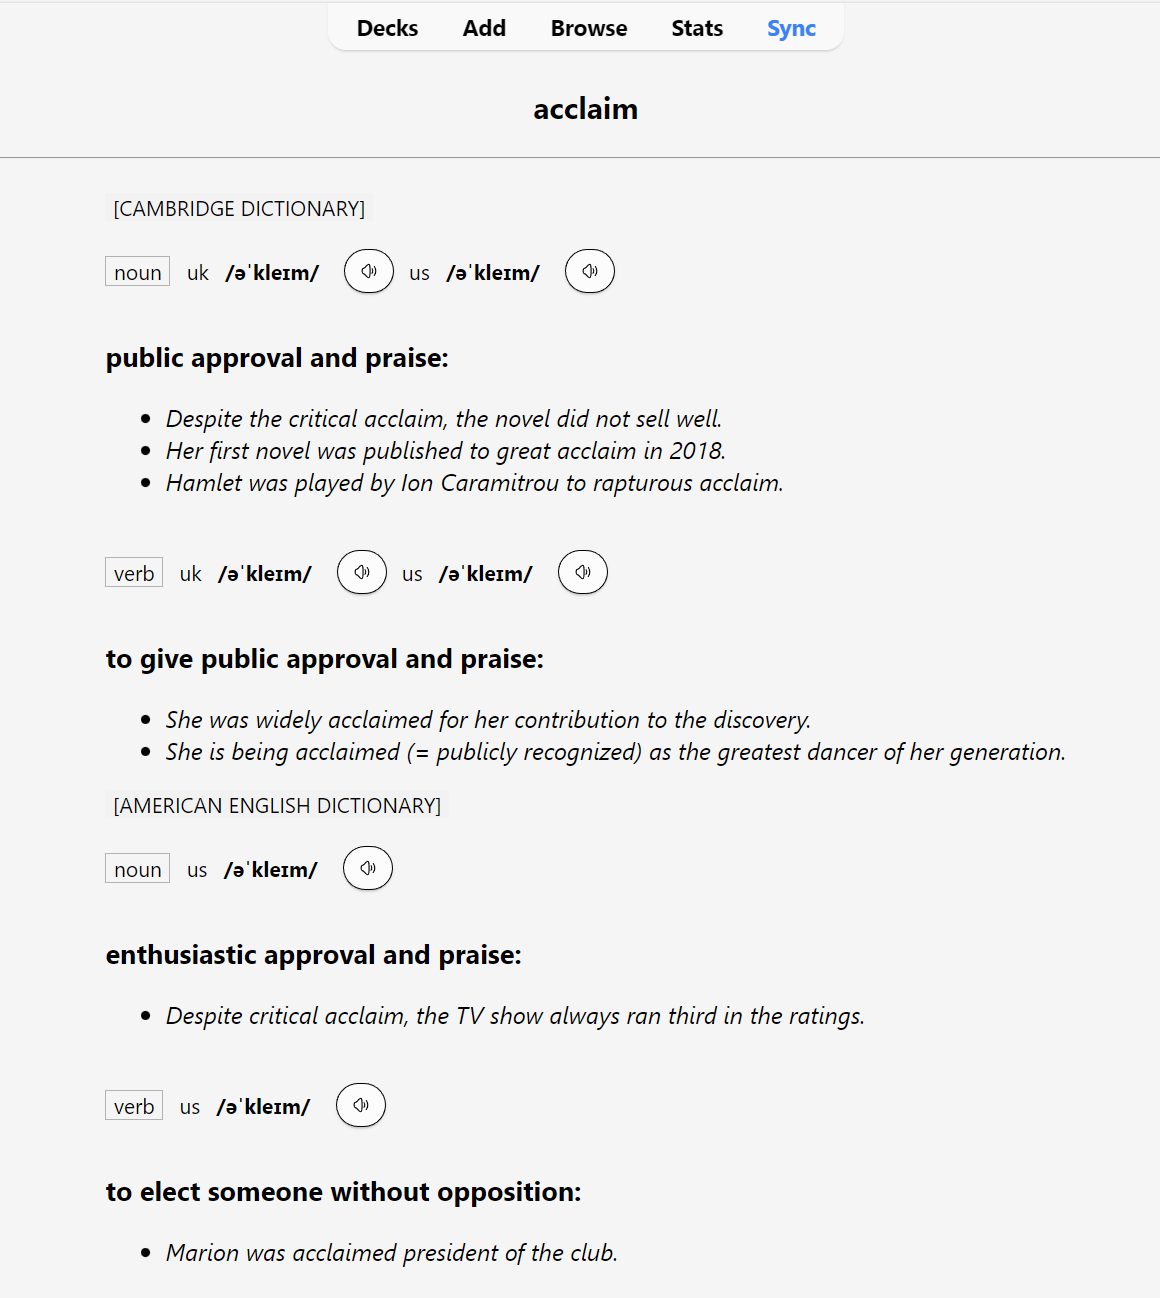 Decks Add Browse Stats Sync
acclaim
[CAMBRIDGE DICTIONARY]
noun uk /əˈkleɪm/ us /əˈkleɪm/
public approval and praise:
• Despite the critical acclaim, the novel did not sell well.
• Her first novel was published to great acclaim in 2018.
• Hamlet was played by Ion Caramitrou to rapturous acclaim.
verb uk /əˈkleɪm/ us /əˈkleɪm/
to give public approval and praise:
• She was widely acclaimed for her contribution to the discovery.
• She is being acclaimed (= publicly recognized) as the greatest dancer of her generation.
[AMERICAN ENGLISH DICTIONARY]
noun us /əˈkleɪm/
enthusiastic approval and praise:
• Despite critical acclaim, the TV show always ran third in the ratings.
verb us /əˈkleɪm/
to elect someone without opposition:
• Marion was acclaimed president of the club.